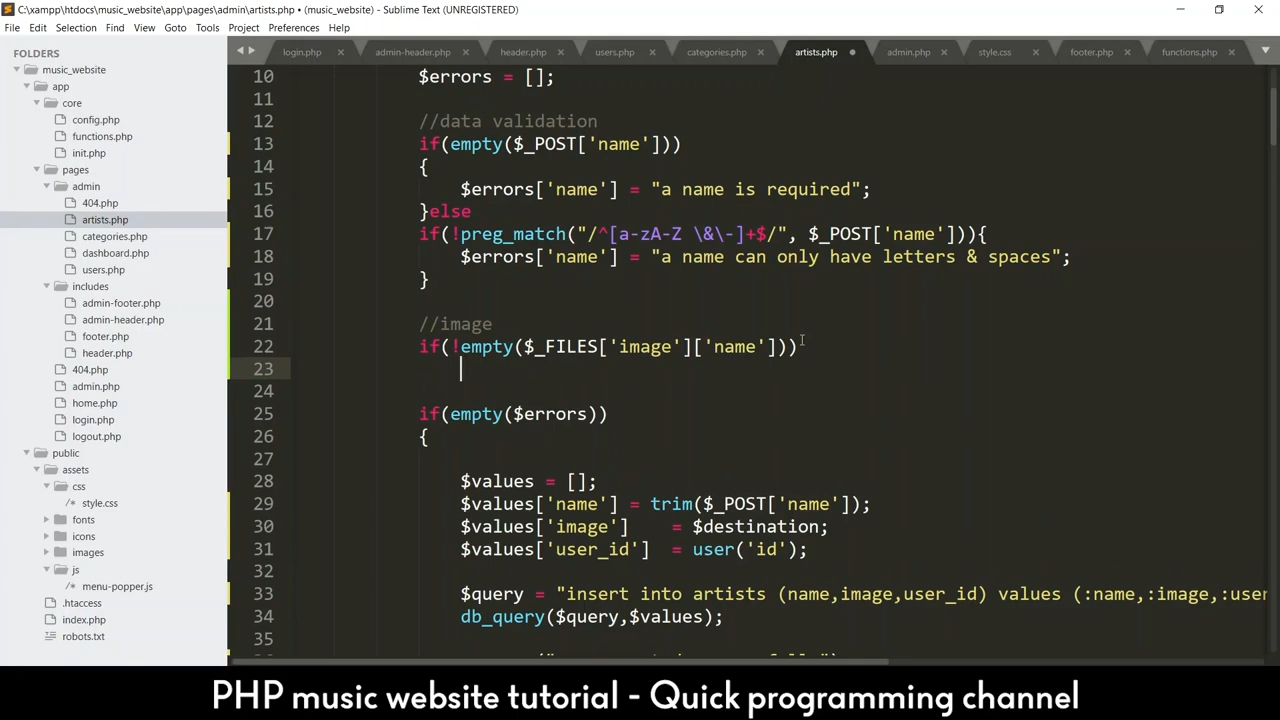 C:\xampp\htdocs\music_website\app\pages\admin\artists.php • (music_website) - Sublime Text (UNREGISTERED)
File Edit Selection Find View Goto Tools Project Preferences Help
FOLDERS
music_website
app
core
config.php
functions.php
init.php
pages
admin
404.php
artists.php
categories.php
dashboard.php
users.php
includes
admin-footer.php
admin-header.php
footer.php
header.php
404.php
admin.php
home.php
login.php
logout.php
public
assets
css
/* style.css
fonts
icons
images
js
/* menu-popper.js
.htaccess
index.php
robots.txt
login.php admin-header.php header.php users.php categories.php artists.php admin.php style.css footer.php functions.php
10 $errors = [];
11
12 //data validation
13 if(empty($_POST['name']))
14 {
15 $errors['name'] = "a name is required";
16 }else
17 if(!preg_match("/^[a-zA-Z \&\-]+$/", $_POST['name'])){
18 $errors['name'] = "a name can only have letters & spaces";
19 }
20
21 //image
22 if(!empty($_FILES['image']['name']))
23
24
25 if(empty($errors))
26 {
27
28 $values = [];
29 $values['name'] = trim($_POST['name']);
30 $values['image'] = $destination;
31 $values['user_id'] = user('id');
32
33 $query = "insert into artists (name,image,user_id) values (:name,:image,:user
34 db_query($query,$values);
35
PHP music website tutorial - Quick programming channel